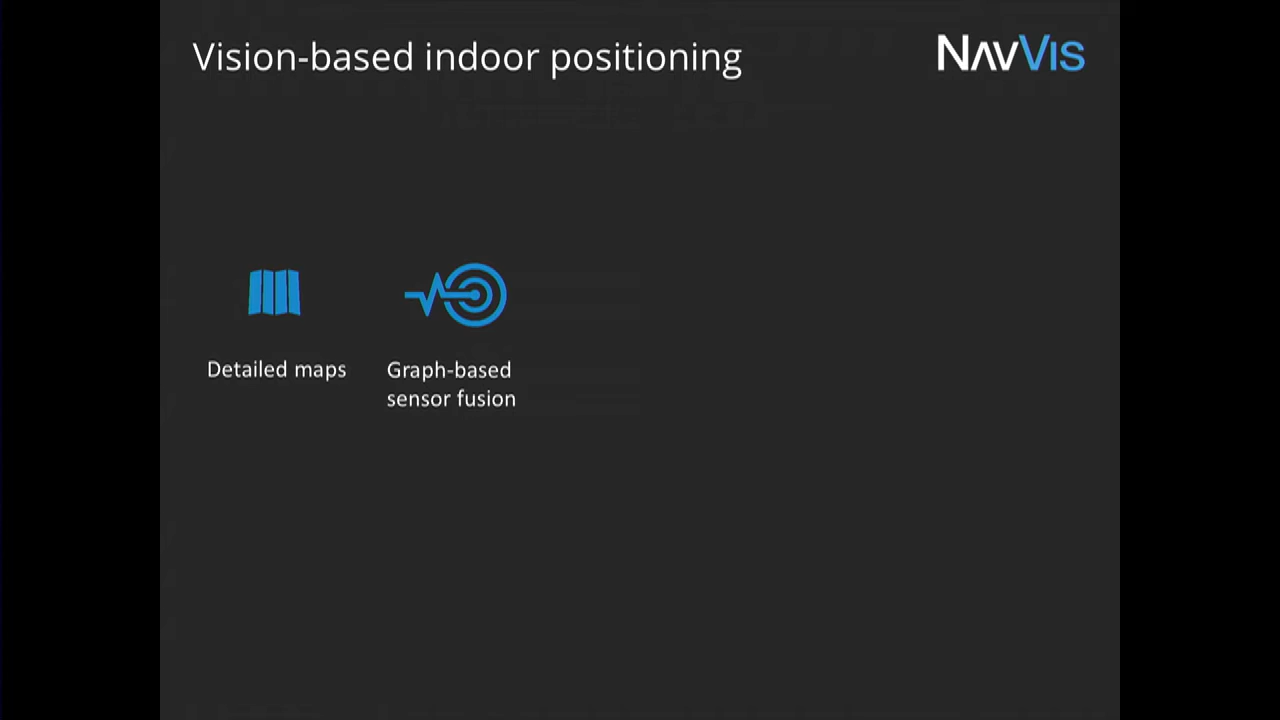 Vision-based indoor positioning
NAVVIS
Detailed maps
Graph-based
sensor fusion